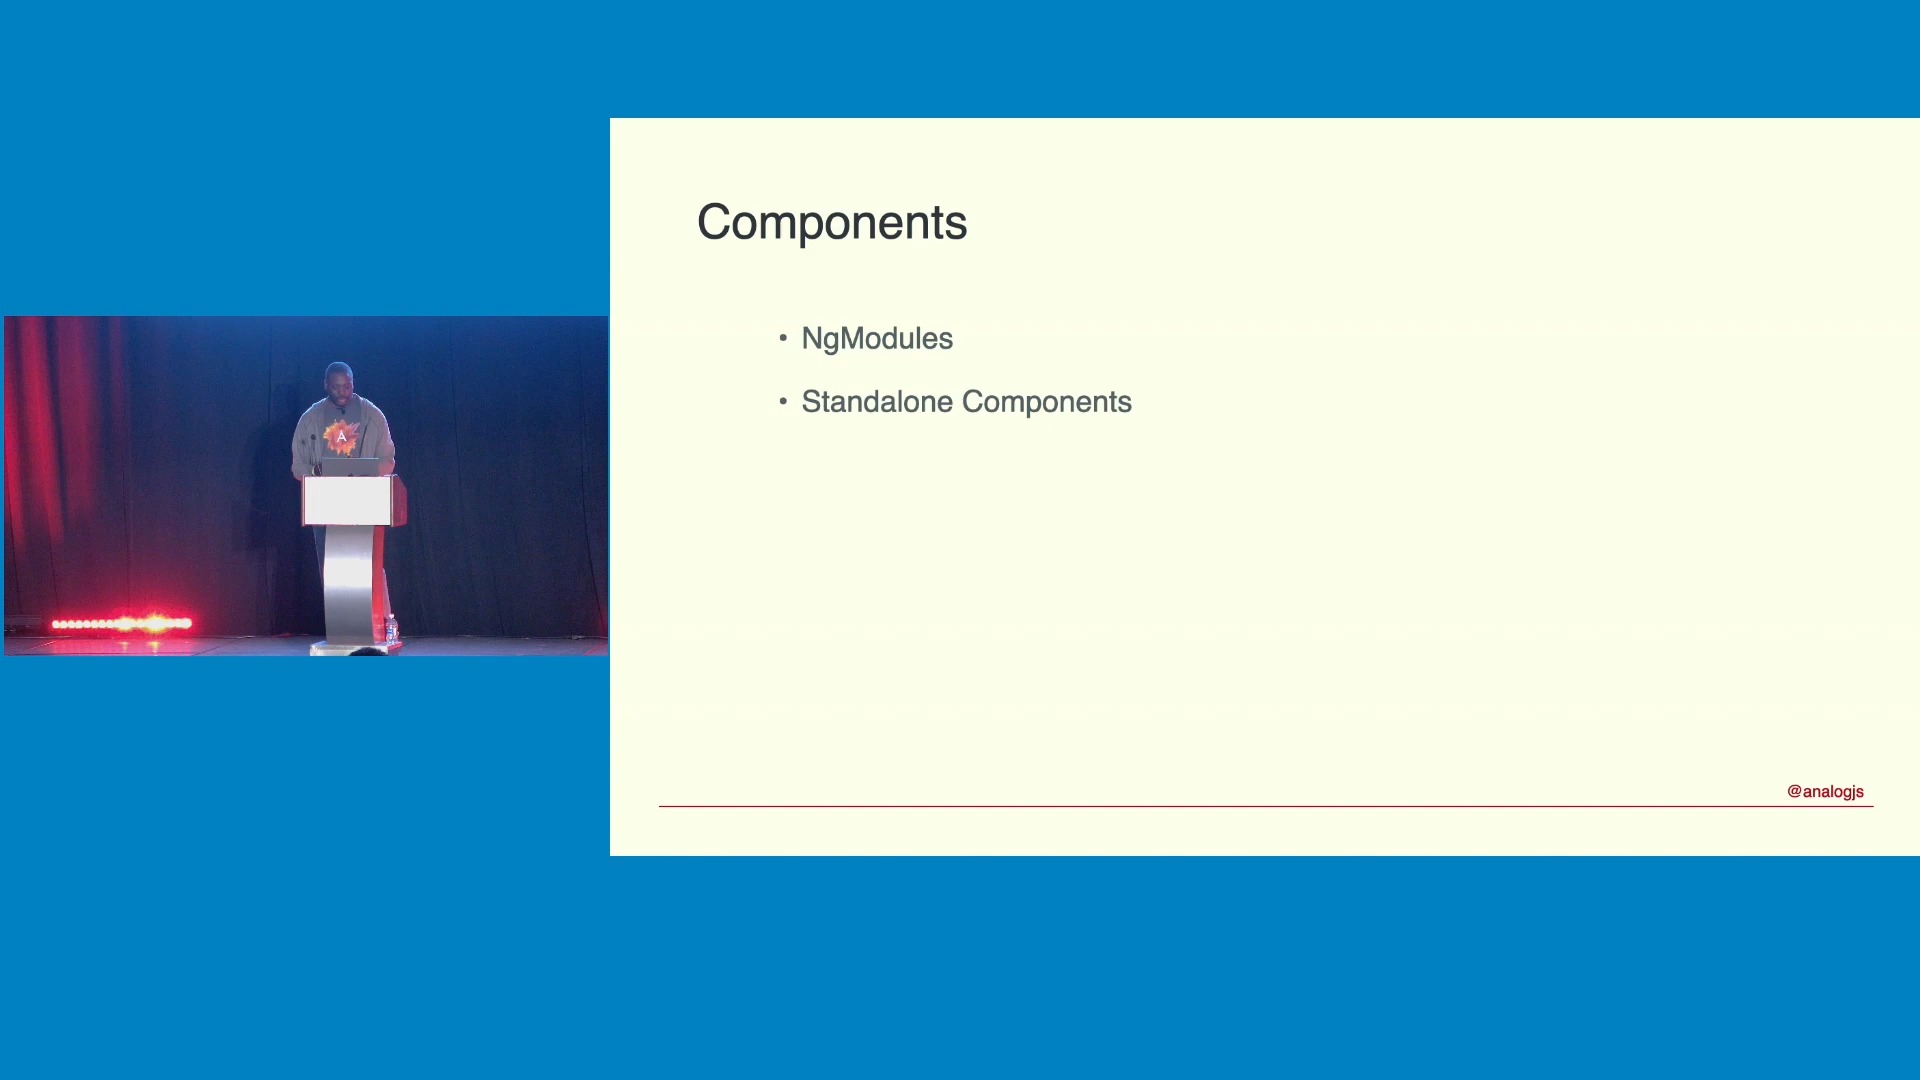 Components
• NgModules
• Standalone Components
@analogjs
A